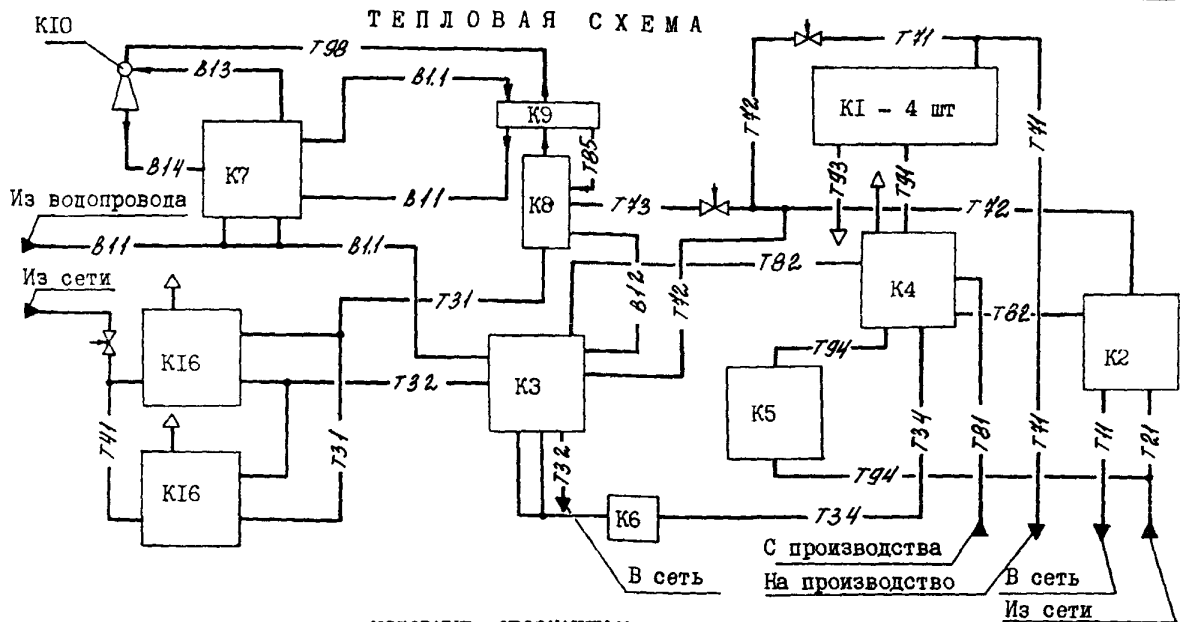 ТЕПЛОВАЯ СХЕМА
К10
Т98
В13
В1.1
К9
Т85
В14
К7
В11
К8
Т73
Т72
Т71
К1 - 4 шт
Т71
Т93
Т91
Т72
Из водопровода
В11
В1.1
Т31
В12
Т72
Т82
К4
Т82
К2
Из сети
К16
Т32
К3
Т94
К5
Т41
К16
Т31
Т32
К6
Т34
Т94
Т34
Т81
Т71
Т11
Т21
С производства
На производство
В сеть
В сеть
Из сети